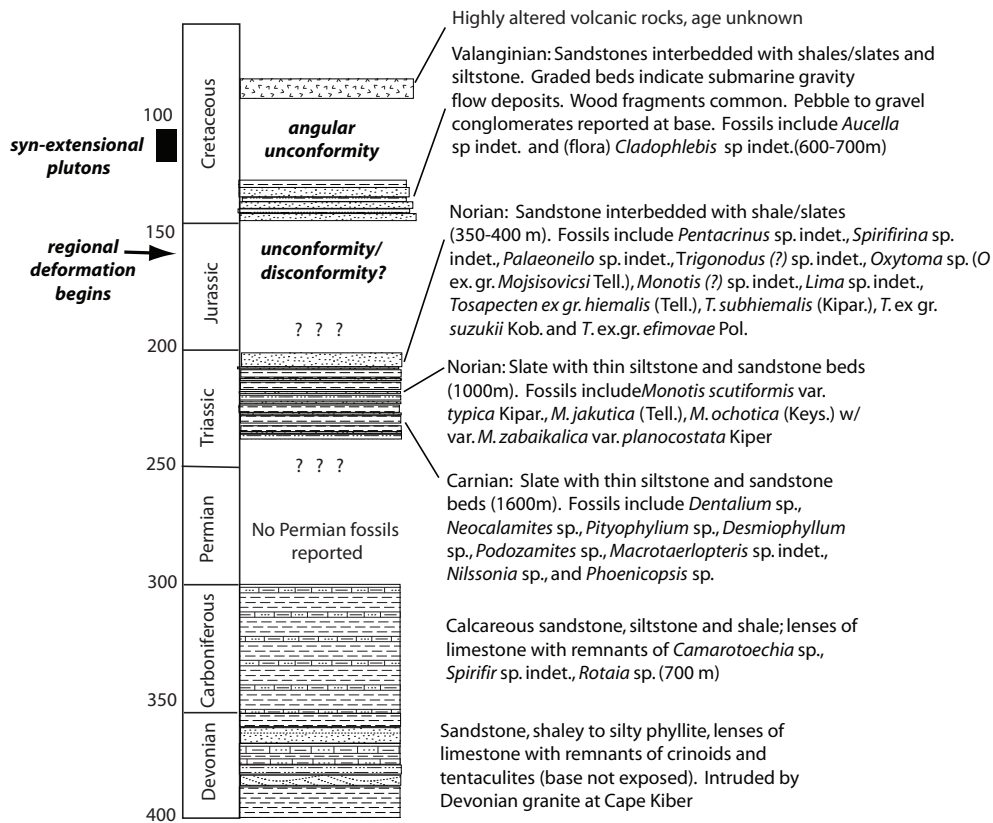 Highly altered volcanic rocks, age unknown
Valanginian: Sandstones interbedded with shales/slates and
siltstone. Graded beds indicate submarine gravity
flow deposits. Wood fragments common. Pebble to gravel
conglomerates reported at base. Fossils include Aucella
sp indet. and (flora) Cladophlebis sp indet.(600-700m)
Norian: Sandstone interbedded with shale/slates
(350-400 m). Fossils include Pentacrinus sp. indet., Spirifirina sp.
indet., Palaeoneilo sp. indet., Trigonodus (?) sp. indet., Oxytoma sp. (O
ex. gr. Mojsisovicsi Tell.), Monotis (?) sp. indet., Lima sp. indet.,
Tosapecten ex gr. hiemalis (Tell.), T. subhiemalis (Kipar.), T. ex gr.
suzukii Kob. and T. ex.gr. efimovae Pol.
Norian: Slate with thin siltstone and sandstone beds
(1000m). Fossils includeMonotis scutiformis var.
typica Kipar., M. jakutica (Tell.), M. ochotica (Keys.) w/
var. M. zabaikalica var. planocostata Kiper
Carnian: Slate with thin siltstone and sandstone
beds (1600m). Fossils include Dentalium sp.,
Neocalamites sp., Pityophylium sp., Desmiophyllum
sp., Podozamites sp., Macrotaerlopteris sp. indet.,
Nilssonia sp., and Phoenicopsis sp.
Calcareous sandstone, siltstone and shale; lenses of
limestone with remnants of Camarotoechia sp.,
Spirifir sp. indet., Rotaia sp. (700 m)
Sandstone, shaley to silty phyllite, lenses of
limestone with remnants of crinoids and
tentaculites (base not exposed). Intruded by
Devonian granite at Cape Kiber
angular
unconformity
unconformity/
disconformity?
? ? ?
? ? ?
No Permian fossils
reported
Cretaceous
Jurassic
Triassic
Permian
Carboniferous
Devonian
100
150
200
250
300
350
400
syn-extensional
plutons
regional
deformation
begins